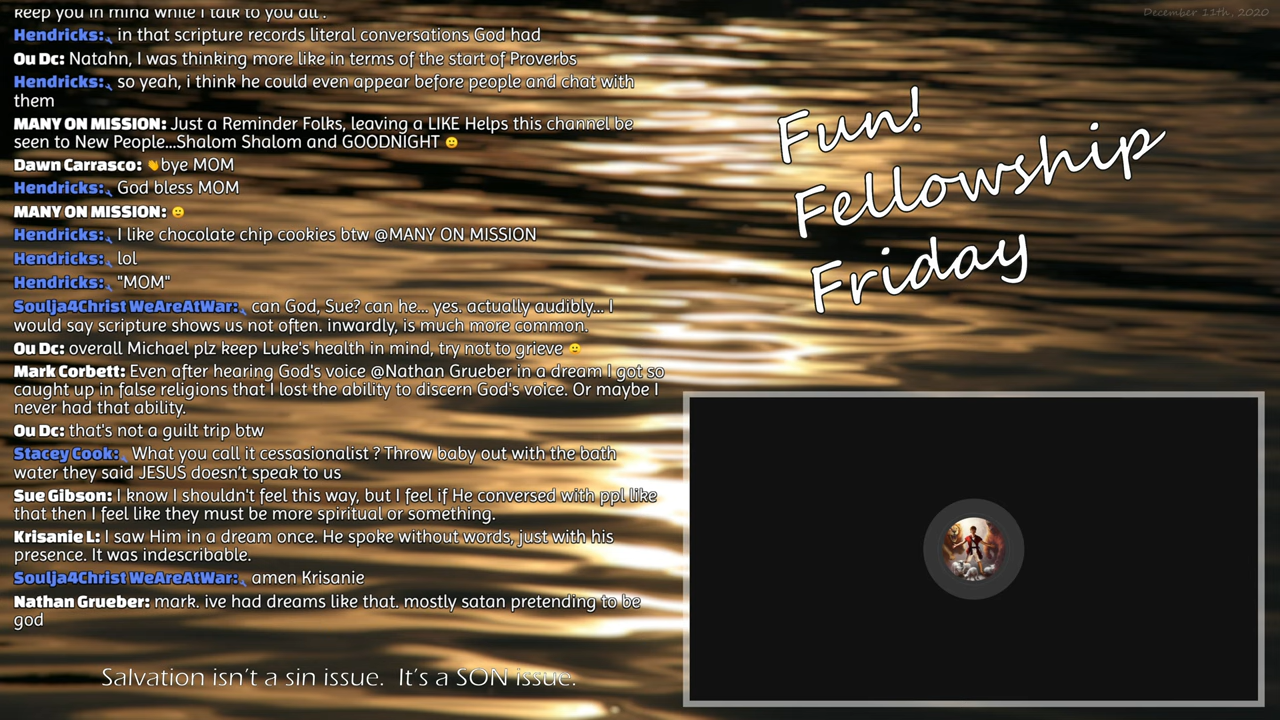 keep you in mind while i talk to you all .
Hendricks: in that scripture records literal conversations God had
Ou Dc: Natahn, I was thinking more like in terms of the start of Proverbs
Hendricks: so yeah, i think he could even appear before people and chat with
them
MANY ON MISSION: Just a Reminder Folks, leaving a LIKE Helps this channel be
seen to New People...Shalom Shalom and GOODNIGHT 🙂
Dawn Carrasco: 👋bye MOM
Hendricks: God bless MOM
MANY ON MISSION: 🙂
Hendricks: I like chocolate chip cookies btw @MANY ON MISSION
Hendricks: lol
Hendricks: "MOM"
Soulja4Christ WeAreAtWar: can God, Sue? can he... yes. actually audibly... I
would say scripture shows us not often. inwardly, is much more common.
Ou Dc: overall Michael plz keep Luke's health in mind, try not to grieve 🙂
Mark Corbett: Even after hearing God's voice @Nathan Grueber in a dream I got so
caught up in false religions that I lost the ability to discern God's voice. Or maybe I
never had that ability.
Ou Dc: that's not a guilt trip btw
Stacey Cook: What you call it cessasionalist ? Throw baby out with the bath
water they said JESUS doesn't speak to us
Sue Gibson: I know I shouldn't feel this way, but I feel if He conversed with ppl like
that then I feel like they must be more spiritual or something.
Krisanie L: I saw Him in a dream once. He spoke without words, just with his
presence. It was indescribable.
Soulja4Christ WeAreAtWar: amen Krisanie
Nathan Grueber: mark. ive had dreams like that. mostly satan pretending to be
god
Salvation isn't a sin issue. It's a SON issue.
December 11th, 2020
Fun!
Fellowship
Friday